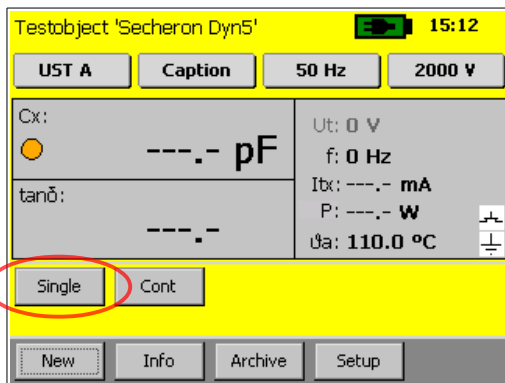 Testobject 'Secheron Dyn5' 15:12
UST A Caption 50 Hz 2000 V
Cx:
---.- pF
tanδ:
---.-
Ut: 0 V
f: 0 Hz
Itx: ---.- mA
P: ---.- W
ϑa: 110.0 ºC
Single Cont
New Info Archive Setup